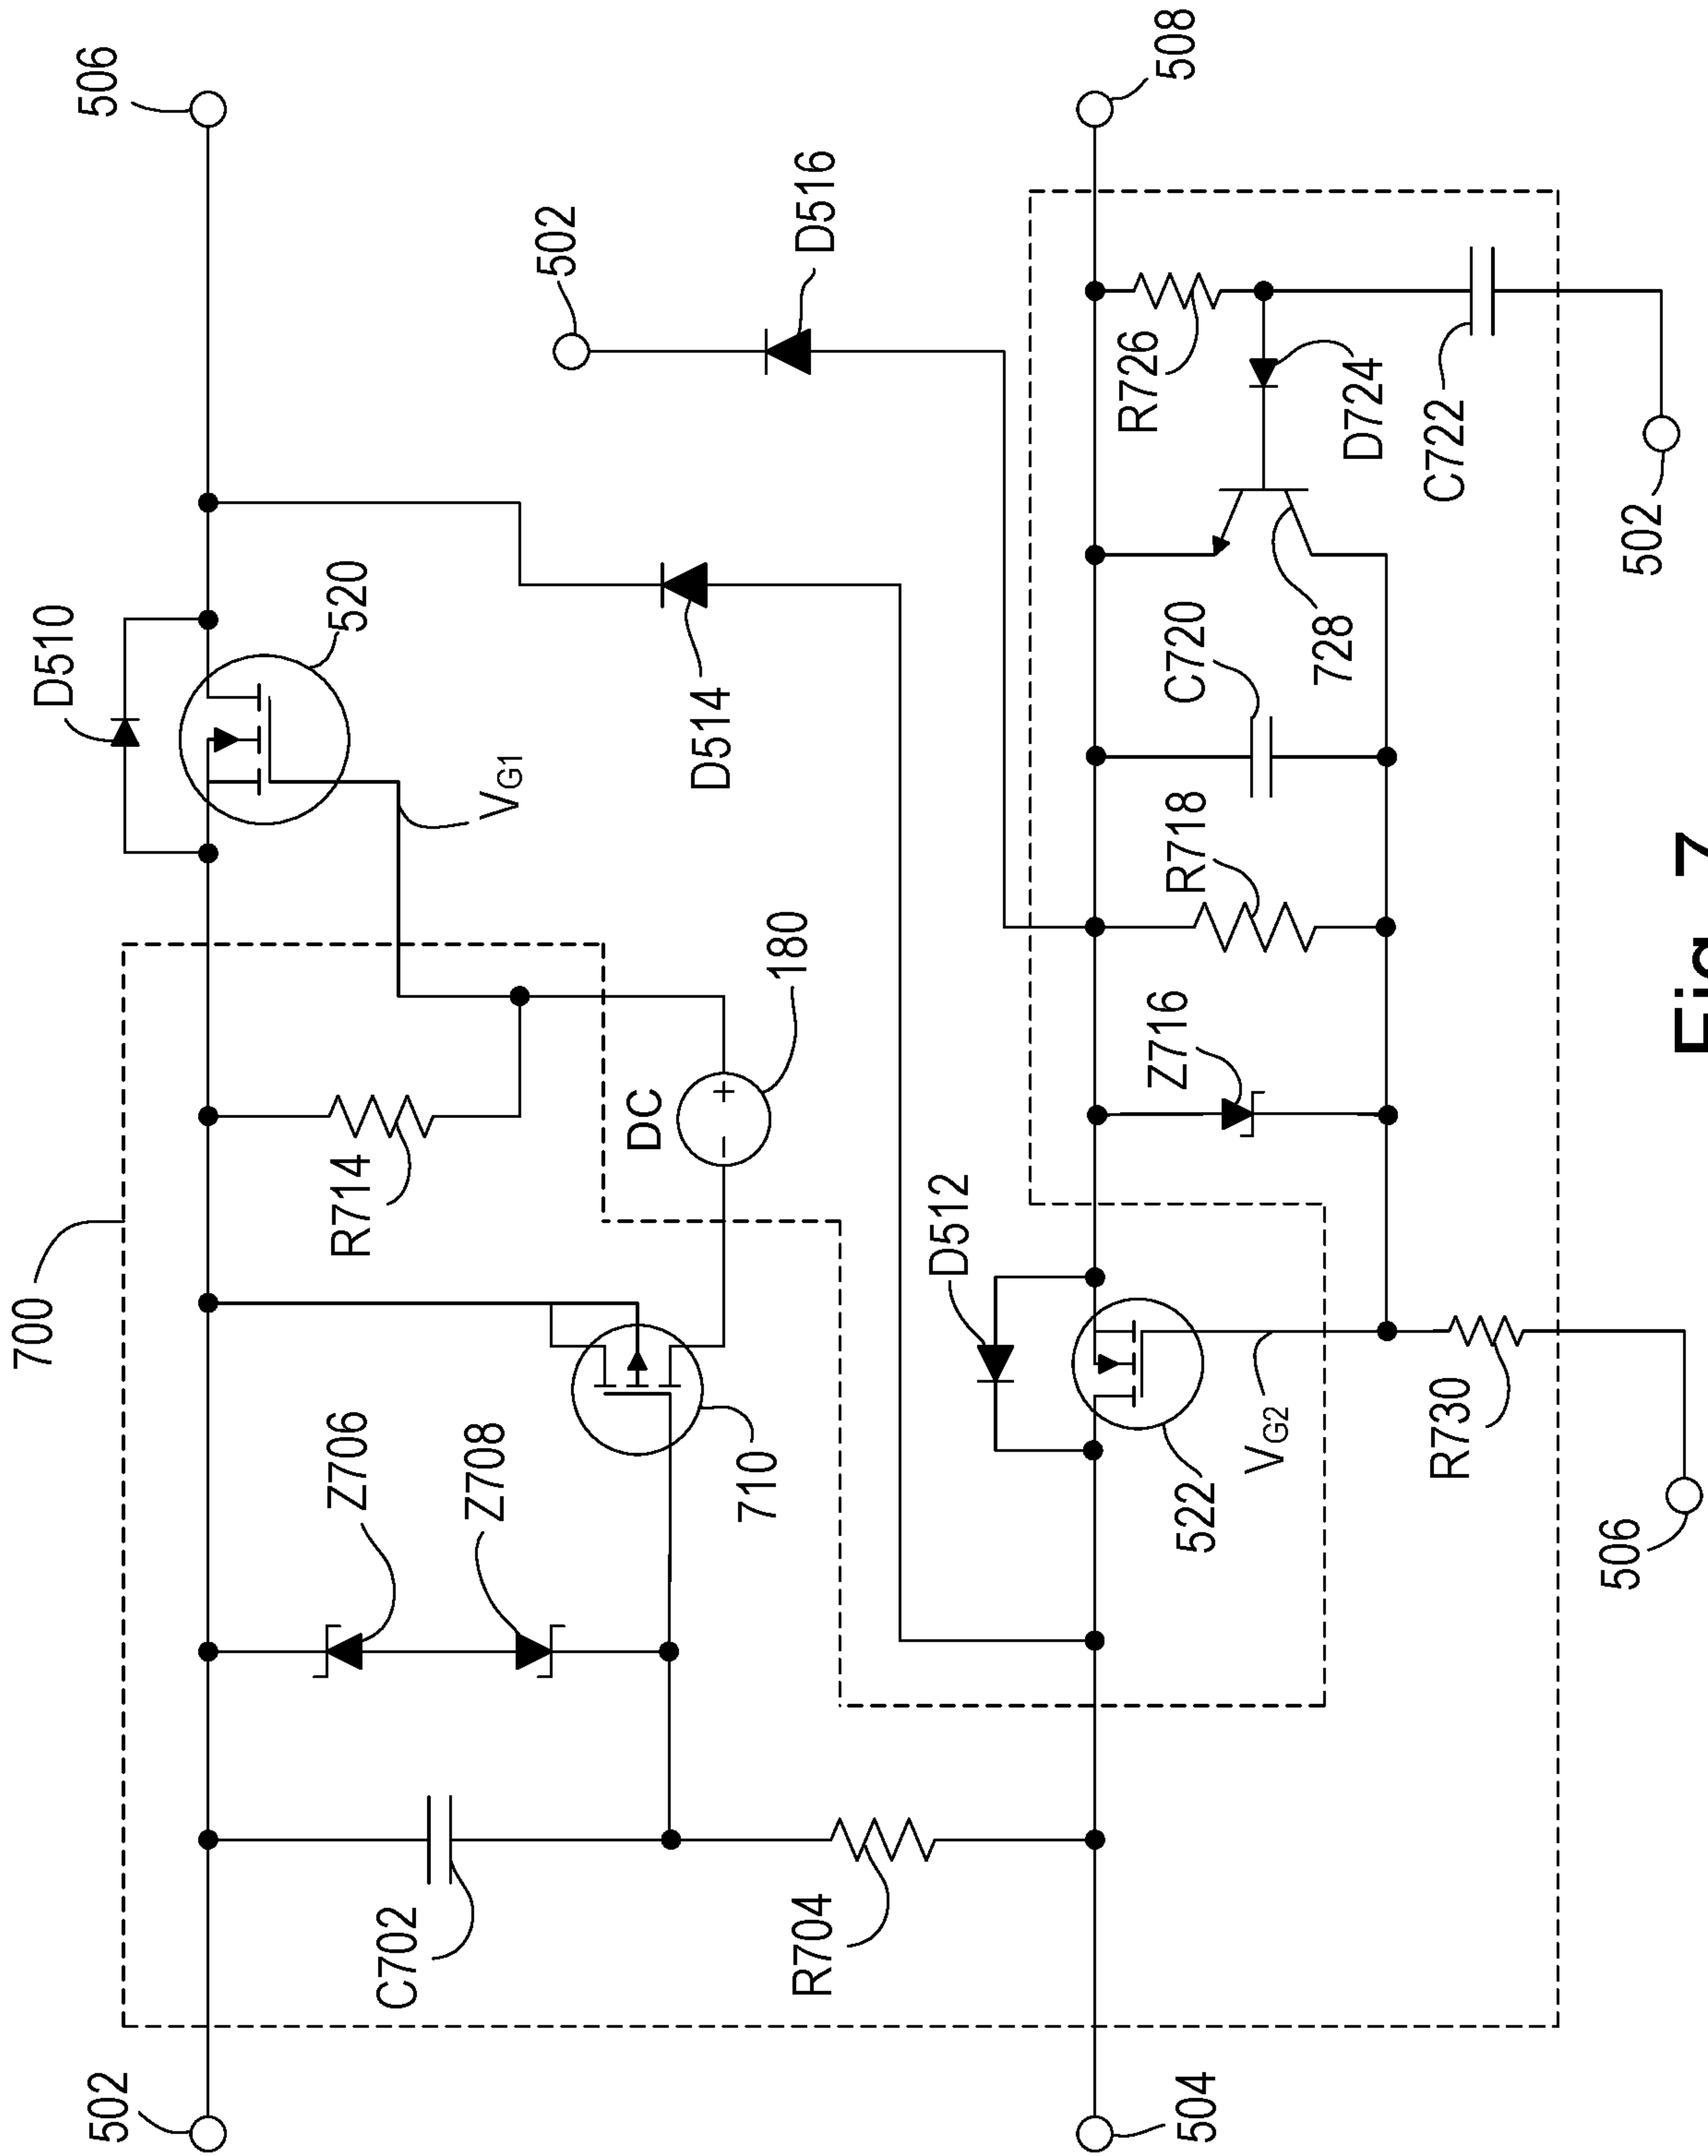 700
502
504
506
508
D510
520
VG1
502
D516
D514
R714
DC
- +
180
Z706
Z708
710
C702
R704
D512
522
VG2
Z716
R718
C720
728
R726
D724
C722
502
R730
506
Fig. 7